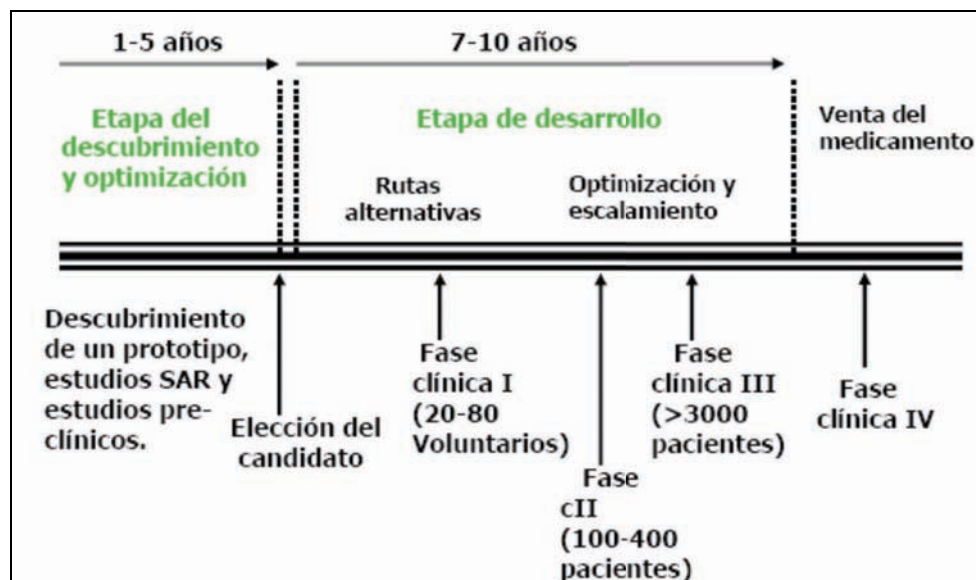 1-5 años
7-10 años
Etapa del
descubrimiento
y optimización
Etapa de desarrollo
Venta del
medicamento
Rutas
alternativas
Optimización y
escalamiento
Descubrimiento
de un prototipo,
estudios SAR y
estudios pre-
clínicos.
Elección del
candidato
Fase
clínica I
(20-80
Voluntarios)
Fase
cII
(100-400
pacientes)
Fase
clínica III
(>3000
pacientes)
Fase
clínica IV